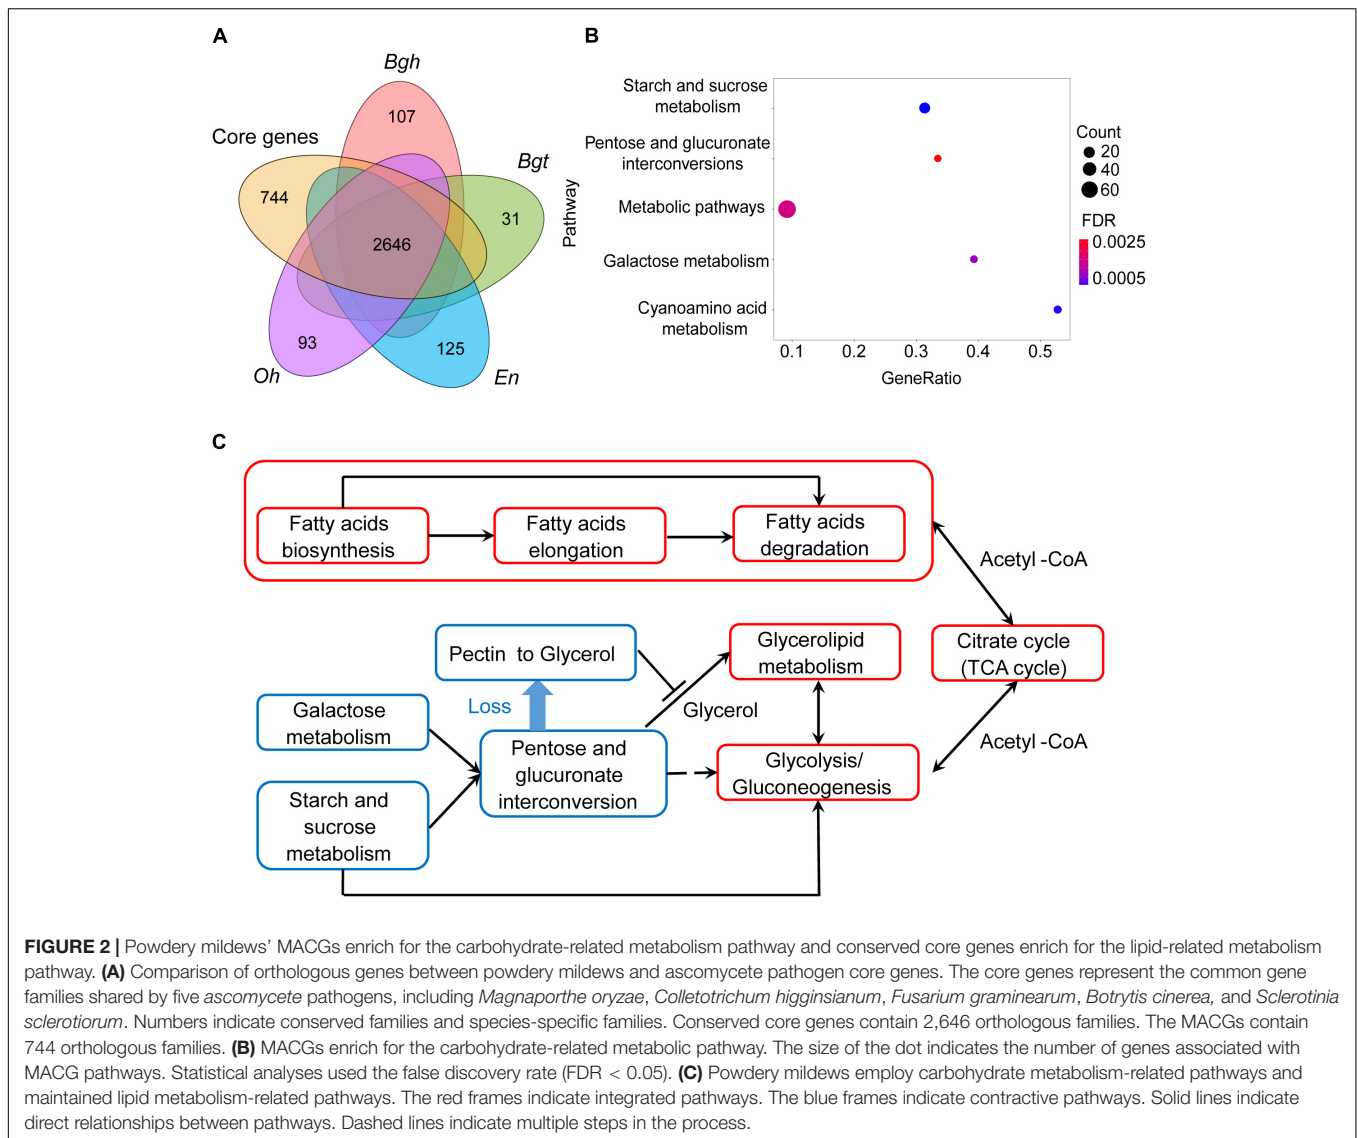 A
Bgh
107
Core genes
Bgt
744
31
2646
93
125
Oh
En
B
Starch and sucrose
metabolism
Pentose and glucuronate
interconversions
Metabolic pathways
Galactose metabolism
Cyanoamino acid
metabolism
Pathway
0.1 0.2 0.3 0.4 0.5
GeneRatio
Count
20
40
60
FDR
0.0025
0.0005
C
Fatty acids
biosynthesis
Fatty acids
elongation
Fatty acids
degradation
Acetyl -CoA
Pectin to Glycerol
Glycerolipid
metabolism
Citrate cycle
(TCA cycle)
Loss
Glycerol
Galactose
metabolism
Pentose and
glucuronate
interconversion
Glycolysis/
Gluconeogenesis
Acetyl -CoA
Starch and
sucrose
metabolism
FIGURE 2 | Powdery mildews’ MACGs enrich for the carbohydrate-related metabolism pathway and conserved core genes enrich for the lipid-related metabolism
pathway. (A) Comparison of orthologous genes between powdery mildews and ascomycete pathogen core genes. The core genes represent the common gene
families shared by five ascomycete pathogens, including Magnaporthe oryzae, Colletotrichum higginsianum, Fusarium graminearum, Botrytis cinerea, and Sclerotinia
sclerotiorum. Numbers indicate conserved families and species-specific families. Conserved core genes contain 2,646 orthologous families. The MACGs contain
744 orthologous families. (B) MACGs enrich for the carbohydrate-related metabolic pathway. The size of the dot indicates the number of genes associated with
MACG pathways. Statistical analyses used the false discovery rate (FDR < 0.05). (C) Powdery mildews employ carbohydrate metabolism-related pathways and
maintained lipid metabolism-related pathways. The red frames indicate integrated pathways. The blue frames indicate contractive pathways. Solid lines indicate
direct relationships between pathways. Dashed lines indicate multiple steps in the process.